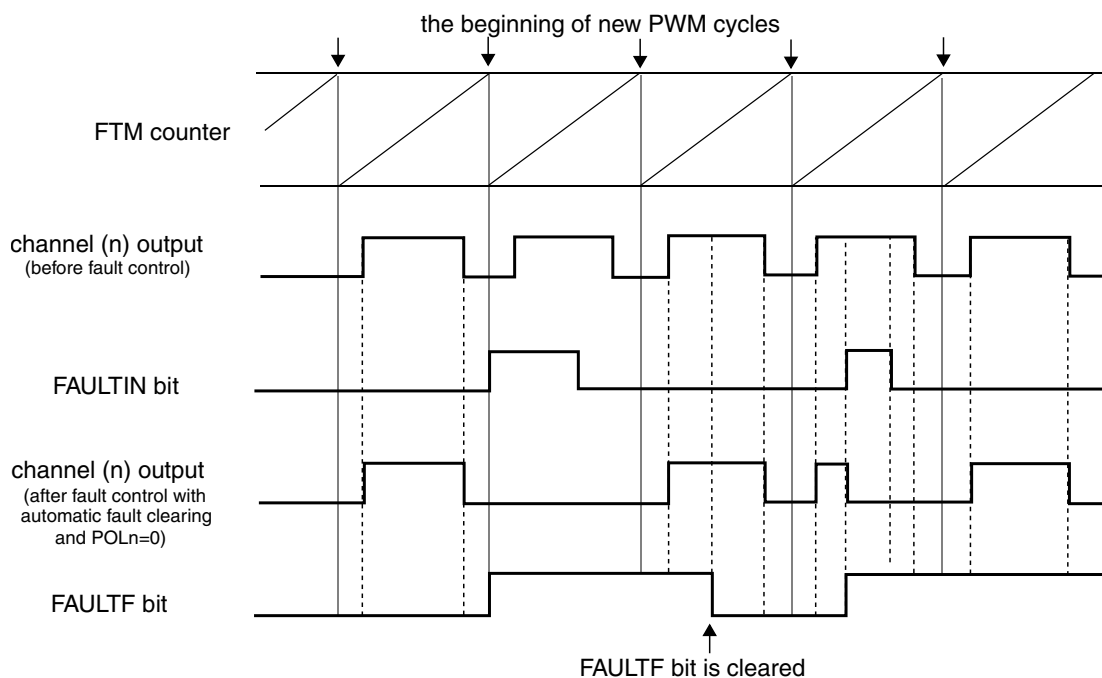 the beginning of new PWM cycles
FTM counter
channel (n) output
(before fault control)
FAULTIN bit
channel (n) output
(after fault control with
automatic fault clearing
and POLn=0)
FAULTF bit
FAULTF bit is cleared